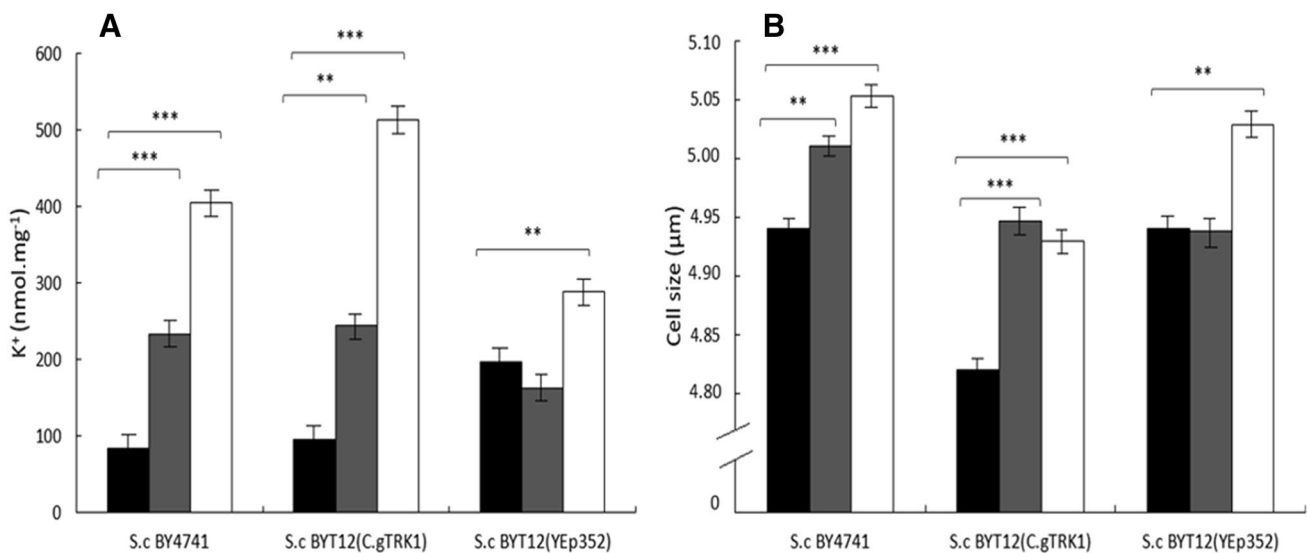 A
600
500
400
300
200
100
0
K⁺ (nmol.mg⁻¹)
***
***
***
**
**
S.c BY4741
S.c BYT12(C.gTRK1)
S.c BYT12(YEp352)
B
5.10
5.05
5.00
4.95
4.90
4.85
4.80
0
Cell size (µm)
***
**
***
***
**
S.c BY4741
S.c BYT12(C.gTRK1)
S.c BYT12(YEp352)